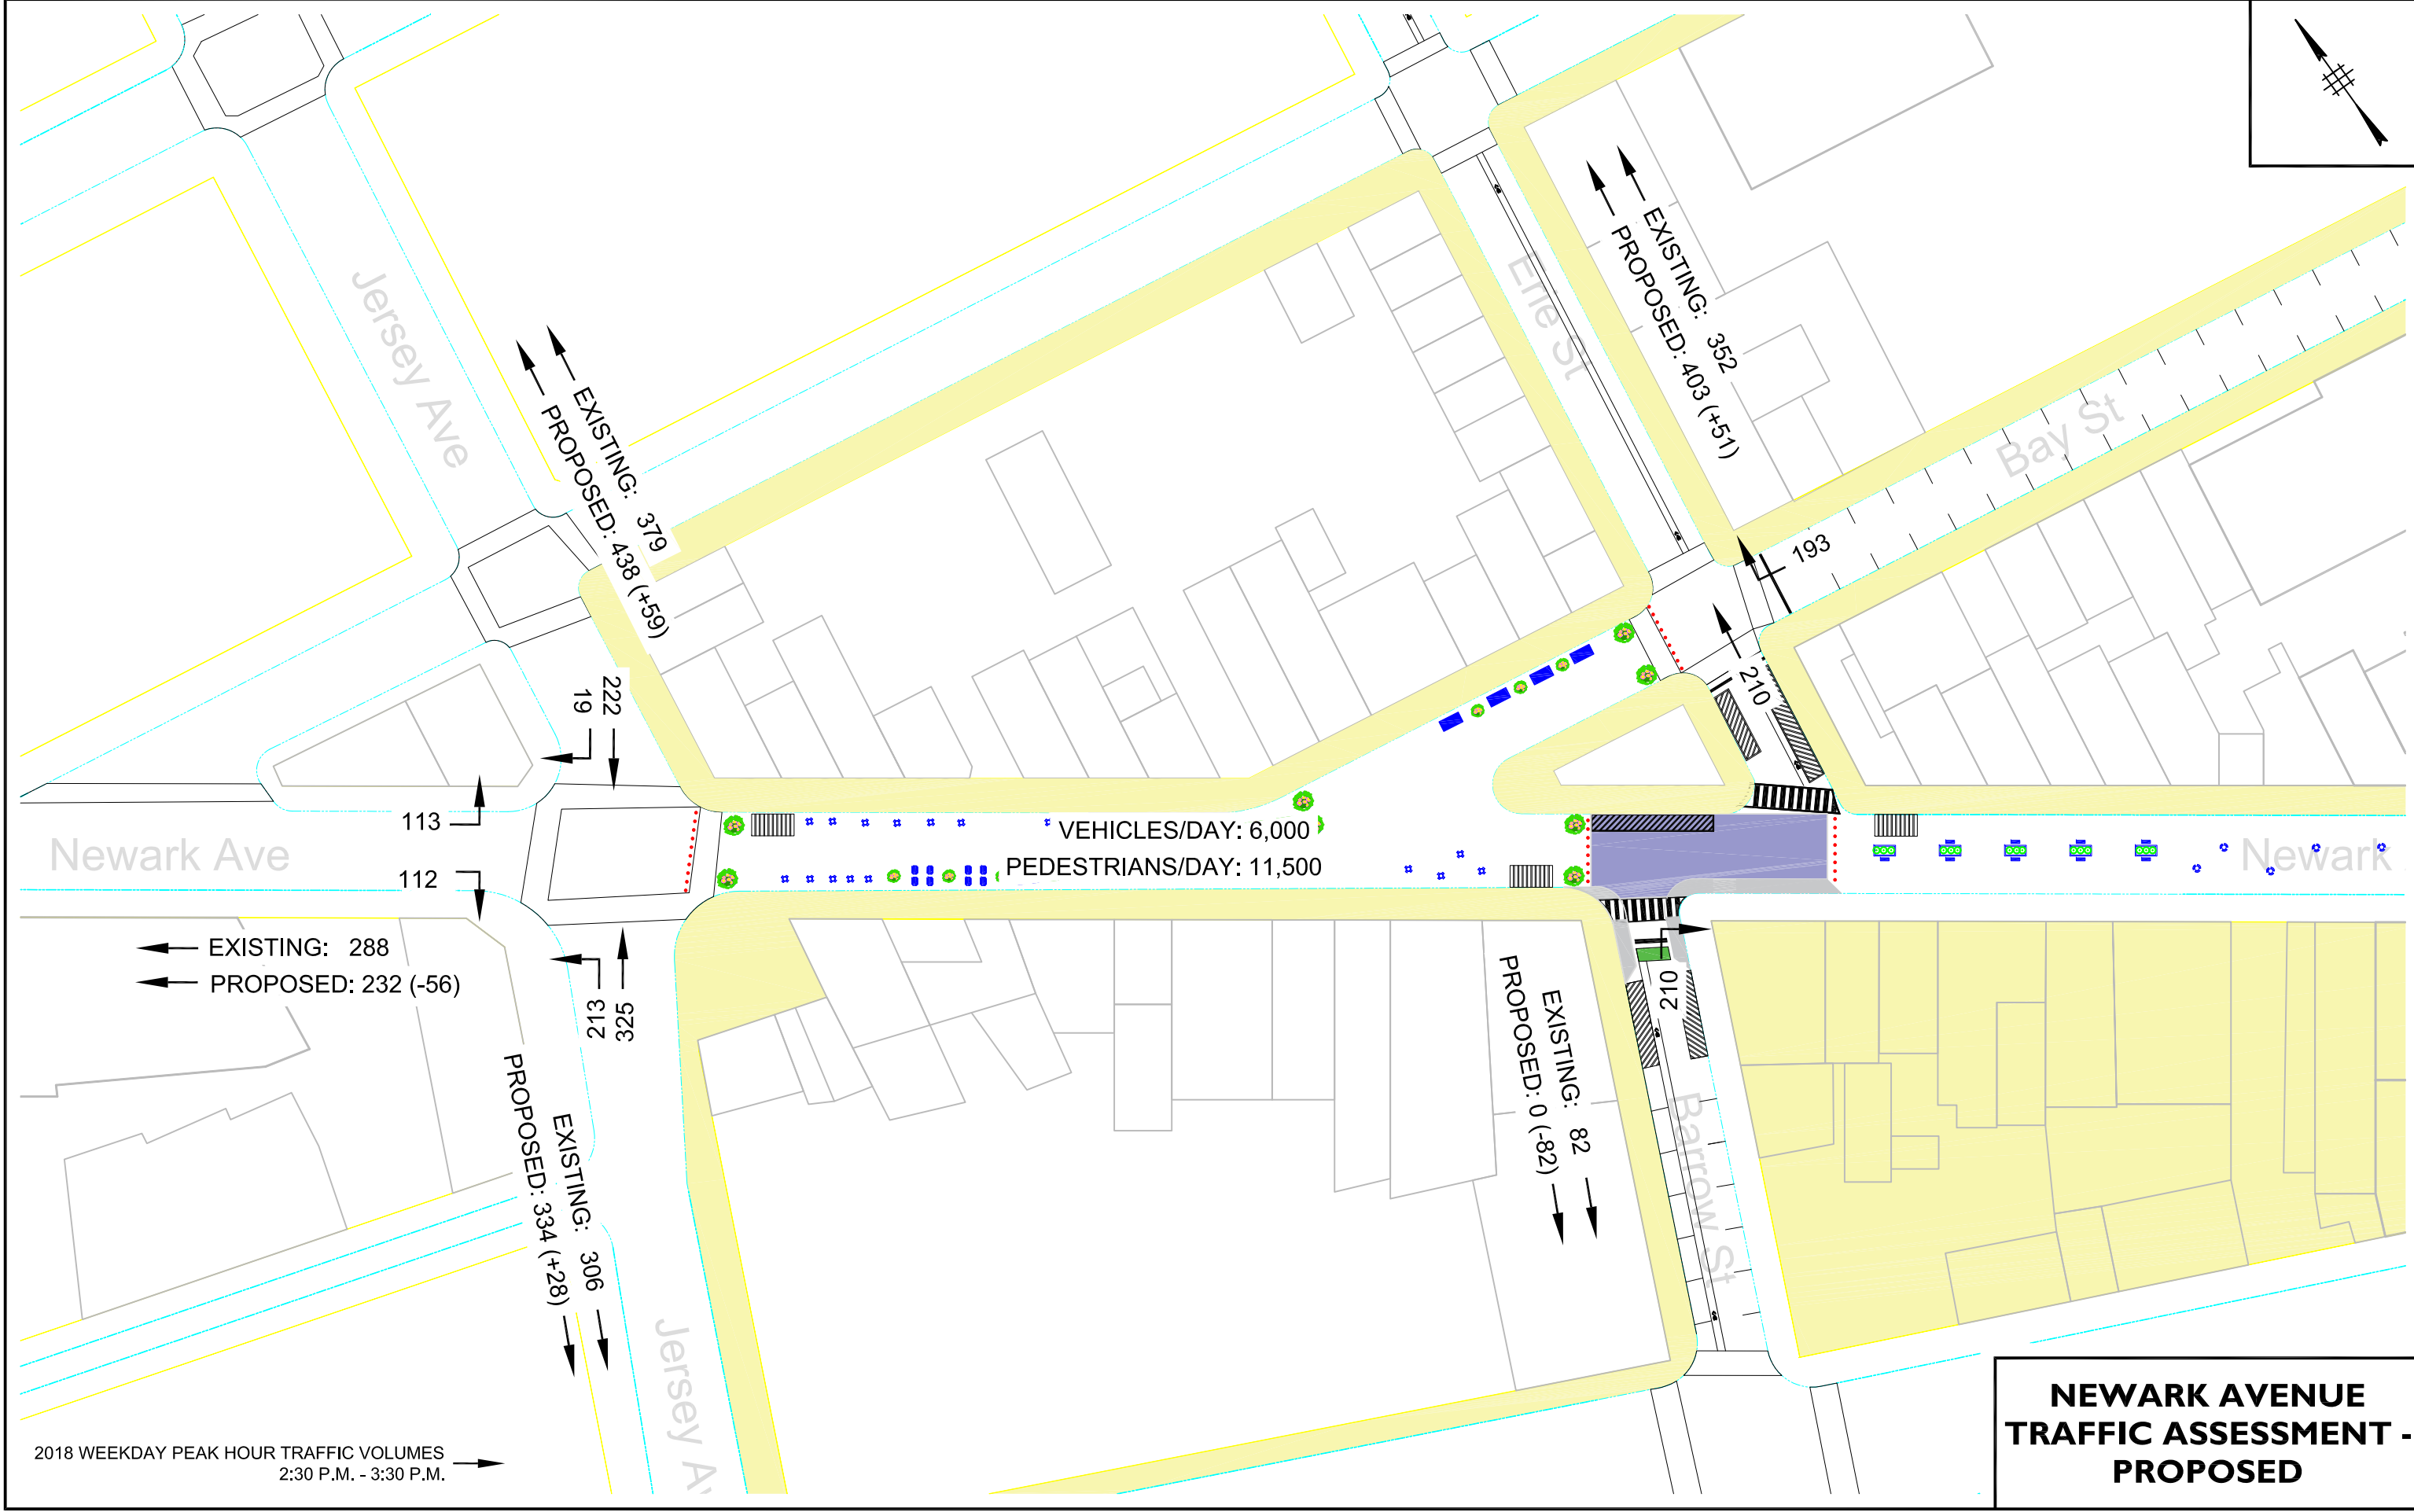 Jersey Ave
EXISTING: 379
PROPOSED: 438 (+59)
Erie St
EXISTING: 352
PROPOSED: 403 (+51)
Bay St
193
210
222
19
113
112
Newark Ave
VEHICLES/DAY: 6,000
PEDESTRIANS/DAY: 11,500
Newark
EXISTING: 288
PROPOSED: 232 (-56)
213
325
EXISTING: 82
PROPOSED: 0 (-82)
210
Barrow St
EXISTING: 306
PROPOSED: 334 (+28)
Jersey Av
2018 WEEKDAY PEAK HOUR TRAFFIC VOLUMES
2:30 P.M. - 3:30 P.M.
NEWARK AVENUE
TRAFFIC ASSESSMENT -
PROPOSED